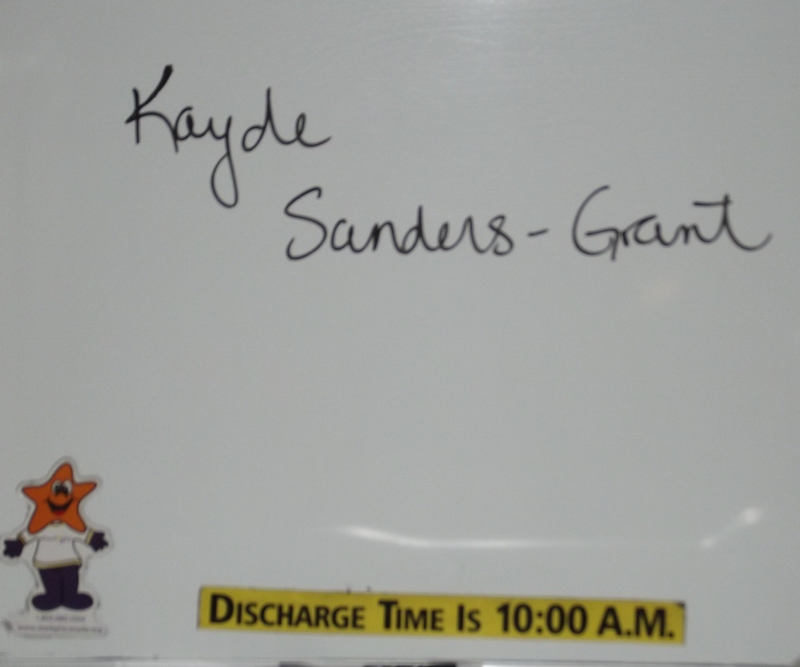 Kayde
Sanders - Grant
DISCHARGE TIME IS 10:00 A.M.